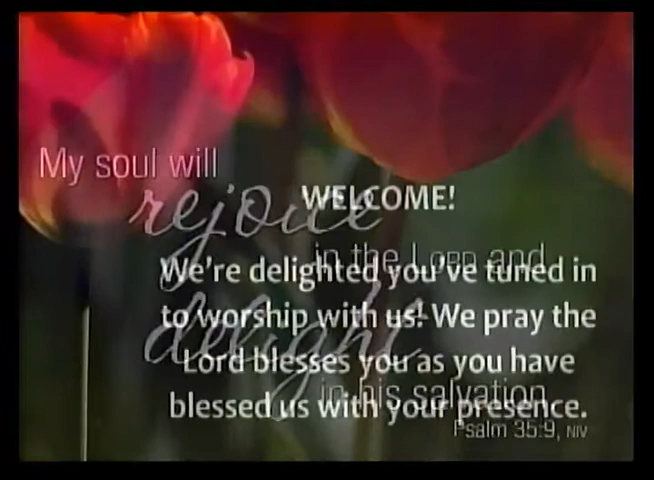 My soul will
rejoice
WELCOME!
in the LORD and
We're delighted you've tuned in
to worship with us! We pray the
delight
Lord blesses you as you have
in his salvation
blessed us with your presence.
Psalm 35:9, NIV